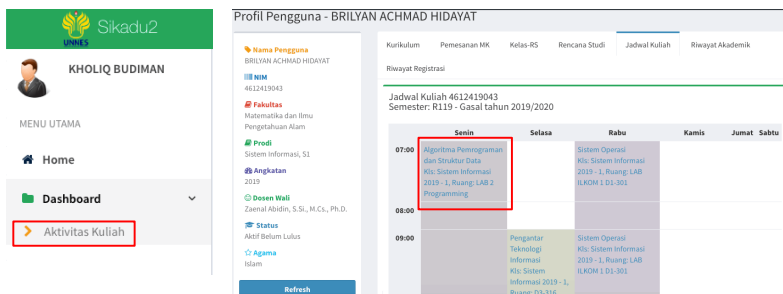 UNNES
Sikadu2
KHOLIQ BUDIMAN
MENU UTAMA
Home
Dashboard
Aktivitas Kuliah
Profil Pengguna - BRILYAN ACHMAD HIDAYAT
Nama Pengguna
BRILYAN ACHMAD HIDAYAT
NIM
4612419043
Fakultas
Matematika dan Ilmu
Pengetahuan Alam
Prodi
Sistem Informasi, S1
Angkatan
2019
Dosen Wali
Zaenal Abidin, S.Si., M.Cs., Ph.D.
Status
Aktif Belum Lulus
Agama
Islam
Refresh
Kurikulum Pemesanan MK Kelas-RS Rencana Studi Jadwal Kuliah Riwayat Akademik
Riwayat Registrasi
Jadwal Kuliah 4612419043
Semester: R119 - Gasal tahun 2019/2020
Senin Selasa Rabu Kamis Jumat Sabtu
07:00
Algoritma Pemrograman
dan Struktur Data
Kls: Sistem Informasi
2019 - 1, Ruang: LAB 2
Programming
Sistem Operasi
Kls: Sistem Informasi
2019 - 1, Ruang: LAB
ILKOM 1 D1-301
08:00
09:00
Pengantar
Teknologi
Informasi
Kls: Sistem
Informasi 2019 - 1,
Ruang: D2-316
Sistem Operasi
Kls: Sistem Informasi
2019 - 1, Ruang: LAB
ILKOM 1 D1-301